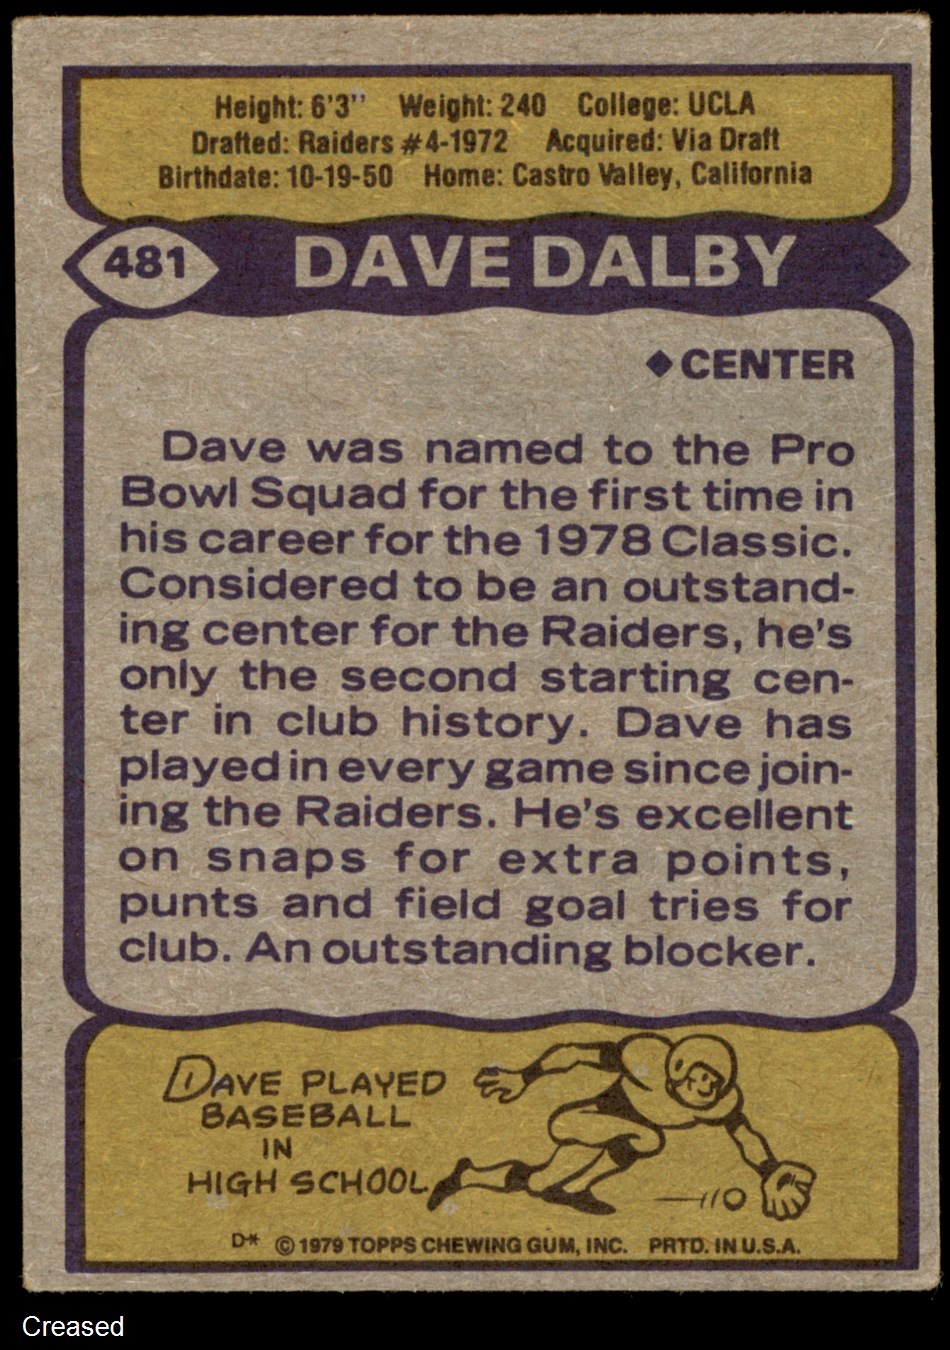 Height: 6'3" Weight: 240 College: UCLA
Drafted: Raiders #4-1972 Acquired: Via Draft
Birthdate: 10-19-50 Home: Castro Valley, California
481 DAVE DALBY
◆CENTER
Dave was named to the Pro
Bowl Squad for the first time in
his career for the 1978 Classic.
Considered to be an outstand-
ing center for the Raiders, he's
only the second starting cen-
ter in club history. Dave has
played in every game since join-
ing the Raiders. He's excellent
on snaps for extra points,
punts and field goal tries for
club. An outstanding blocker.
DAVE PLAYED
BASEBALL
IN
HIGH SCHOOL
D* © 1979 TOPPS CHEWING GUM, INC. PRTD. IN U.S.A.
Creased